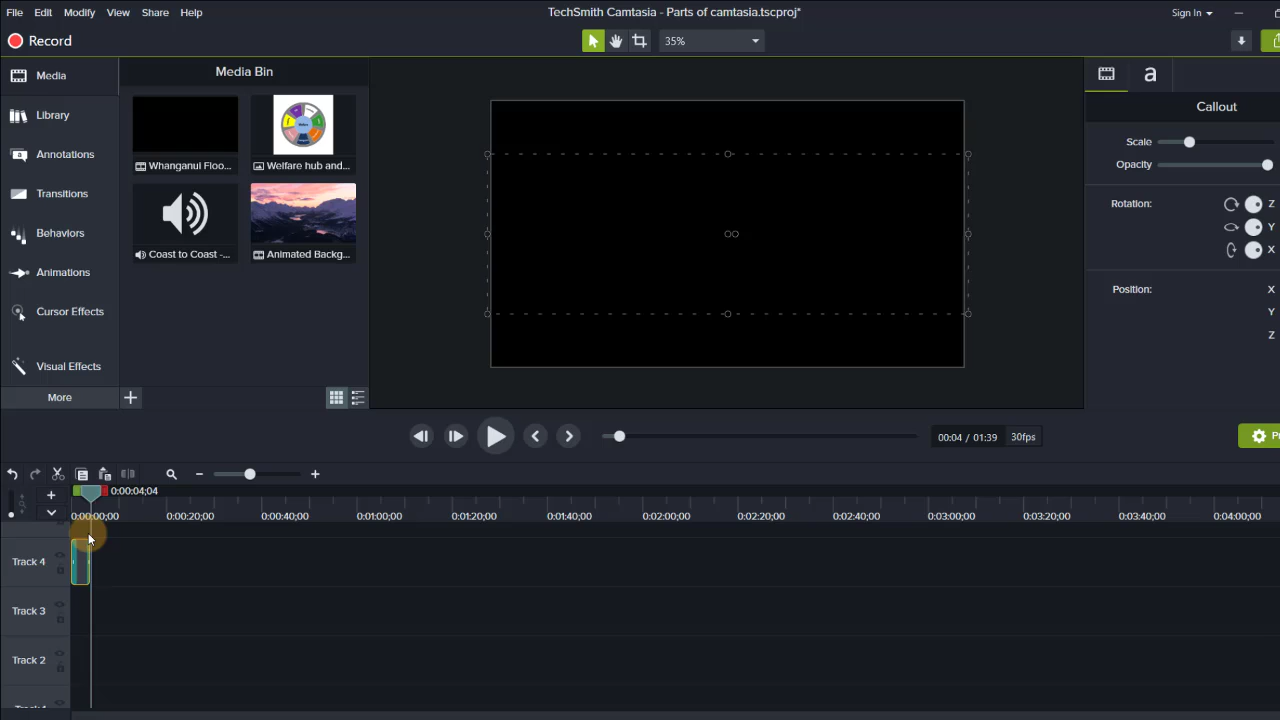 File Edit Modify View Share Help
TechSmith Camtasia - Parts of camtasia.tscproj*
Sign In
Record
35%
Media
Media Bin
a
Library
Callout
Scale
Annotations
Whanganui Floo...
Welfare hub and...
Opacity
Transitions
Rotation:
Z
Behaviors
Y
Coast to Coast -...
Animated Backg...
X
Animations
Position:
X
Cursor Effects
Y
Z
Visual Effects
More
00:04 / 01:39
30fps
0:00:04;04
0:00:00;00
0:00:20;00
0:00:40;00
0:01:00;00
0:01:20;00
0:01:40;00
0:02:00;00
0:02:20;00
0:02:40;00
0:03:00;00
0:03:20;00
0:03:40;00
0:04:00;00
Track 4
Track 3
Track 2